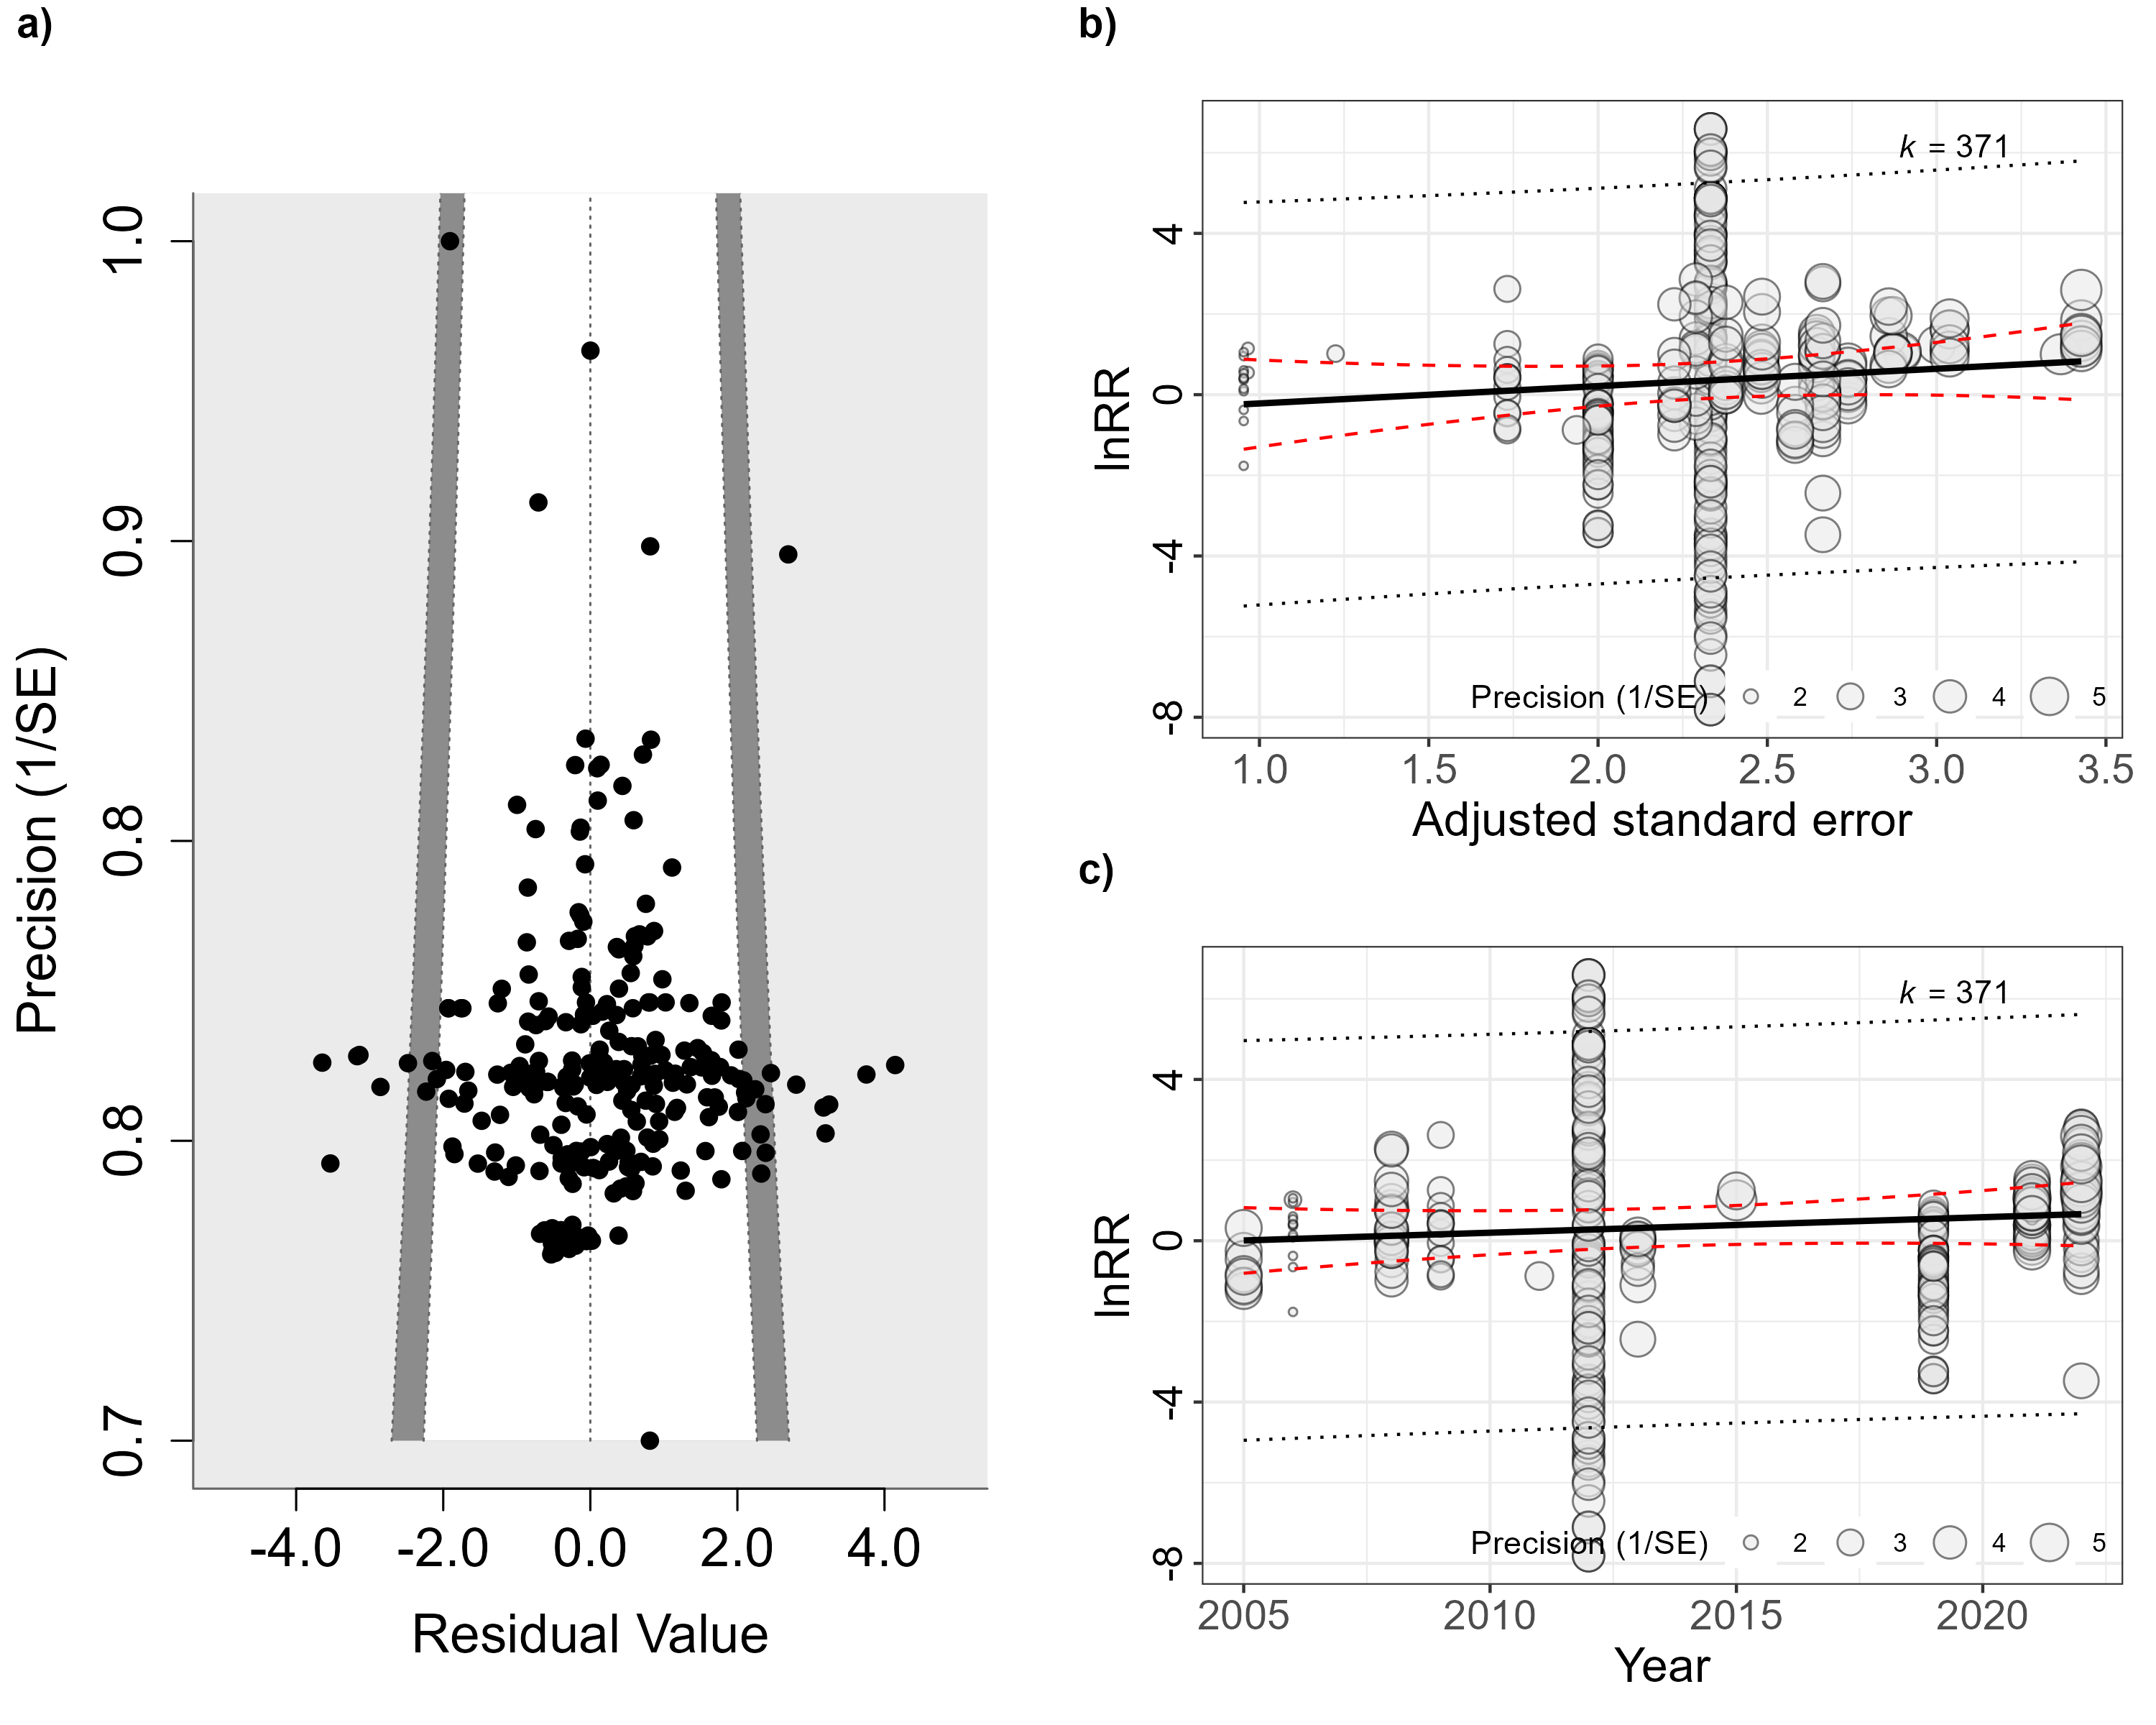 a)
Precision (1/SE)
1.0
0.9
0.8
0.8
0.7
-4.0 -2.0 0.0 2.0 4.0
Residual Value
b)
lnRR
4
0
-4
-8
k = 371
Precision (1/SE) 2 3 4 5
1.0 1.5 2.0 2.5 3.0 3.5
Adjusted standard error
c)
lnRR
4
0
-4
-8
k = 371
Precision (1/SE) 2 3 4 5
2005 2010 2015 2020
Year